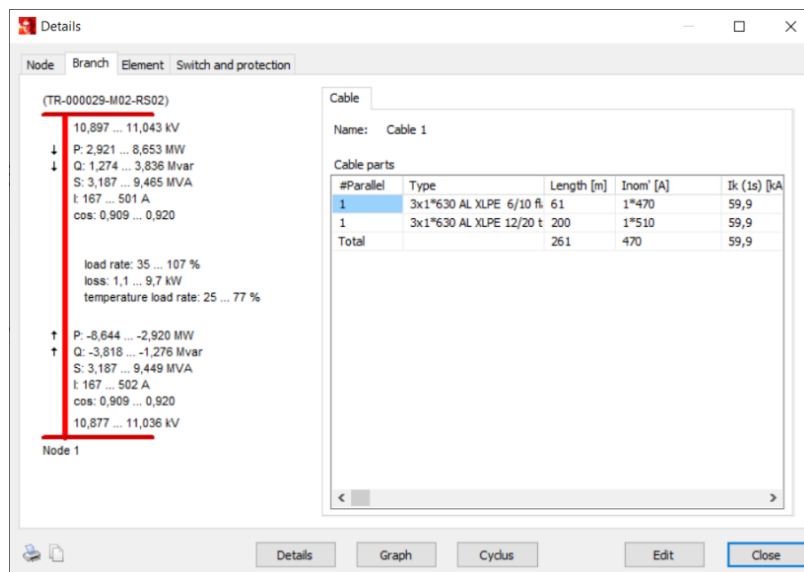 Details
Node Branch Element Switch and protection
(TR-000029-M02-RS02)
10,897 ... 11,043 kV
↓ P: 2,921 ... 8,653 MW
↓ Q: 1,274 ... 3,836 Mvar
S: 3,187 ... 9,465 MVA
I: 167 ... 501 A
cos: 0,909 ... 0,920
load rate: 35 ... 107 %
loss: 1,1 ... 9,7 kW
temperature load rate: 25 ... 77 %
↑ P: -8,644 ... -2,920 MW
↑ Q: -3,818 ... -1,276 Mvar
S: 3,187 ... 9,449 MVA
I: 167 ... 502 A
cos: 0,909 ... 0,920
10,877 ... 11,036 kV
Node 1
Cable
Name: Cable 1
Cable parts
#Parallel Type Length [m] Inom' [A] Ik (1s) [kA
1 3x1*630 AL XLPE 6/10 fl 61 1*470 59,9
1 3x1*630 AL XLPE 12/20 t 200 1*510 59,9
Total 261 470 59,9
Details Graph Cyclus Edit Close